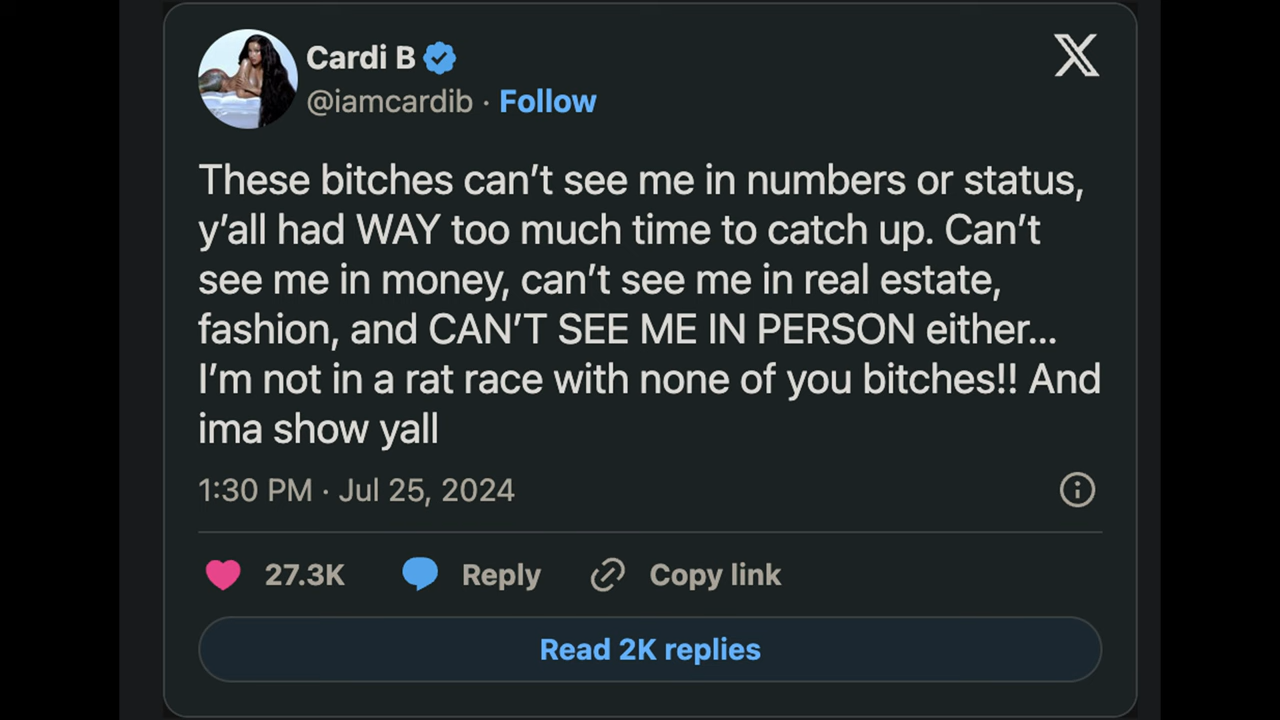 Cardi B
@iamcardib · Follow
These bitches can’t see me in numbers or status,
y’all had WAY too much time to catch up. Can’t
see me in money, can’t see me in real estate,
fashion, and CAN’T SEE ME IN PERSON either...
I’m not in a rat race with none of you bitches!! And
ima show yall
1:30 PM · Jul 25, 2024
27.3K Reply Copy link
Read 2K replies